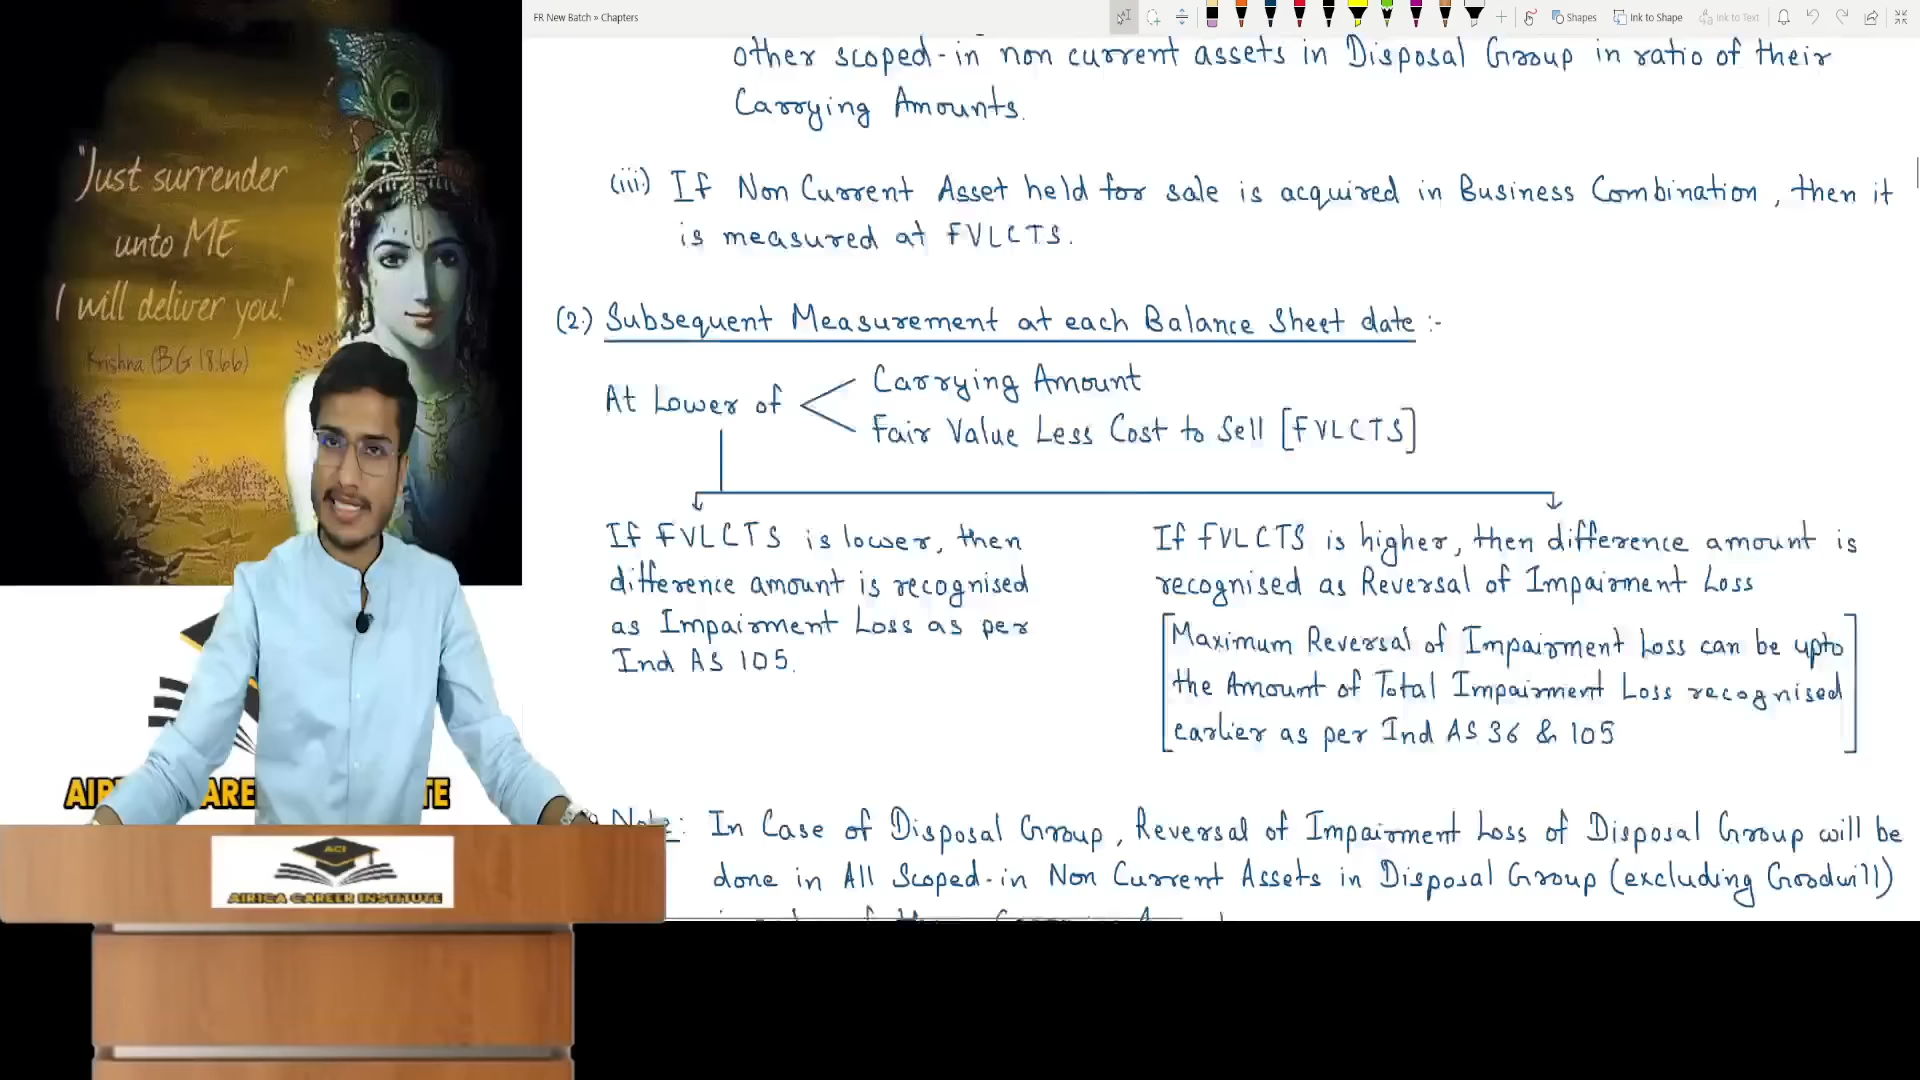 FR New Batch » Chapters
Shapes
Ink to Shape
Ink to Text
other scoped-in non current assets in Disposal Group in ratio of their
Carrying Amounts.
(iii) If Non Current Asset held for sale is acquired in Business Combination, then it
is measured at FVLCTS.
(2.) Subsequent Measurement at each Balance Sheet date :-
At Lower of
Carrying Amount
Fair Value Less Cost to Sell [FVLCTS]
If FVLCTS is lower, then
difference amount is recognised
as Impairment Loss as per
Ind AS 105.
If FVLCTS is higher, then difference amount is
recognised as Reversal of Impairment Loss
[Maximum Reversal of Impairment Loss can be upto
the Amount of Total Impairment Loss recognised
earlier as per Ind AS 36 & 105]
Note: In Case of Disposal Group, Reversal of Impairment Loss of Disposal Group will be
done in All Scoped-in Non Current Assets in Disposal Group (excluding Goodwill)
"Just surrender
unto ME
I will deliver you!"
Krishna (B.G 18.66)
ACI
AIRICA CAREER INSTITUTE